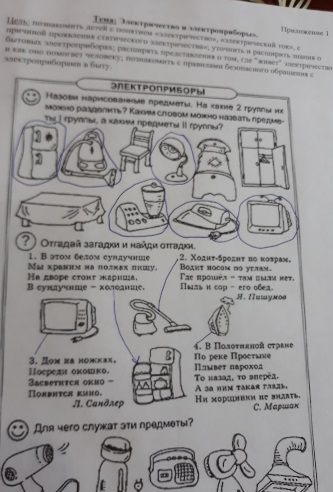 Приложение 1
Тема: Электричество и электроприборы.
Цель: познакомить детей с понятием «электричество», «электрический ток», с
причиной проявления статического электричества; уточнить и расширить знания о
бытовых электроприборах; расширять представления о том, где "живет" электричество
и как оно помогает человеку; познакомить с правилами безопасного обращения с
электроприборами в быту.
ЭЛЕКТРОПРИБОРЫ
Назови нарисованные предметы. На какие 2 группы их
можно разделить? Каким словом можно назвать предме-
ты I группы, а каким предметы II группы?
? Отгадай загадки и найди отгадки.
1. В этом белом сундучище
Мы храним на полках пищу.
На дворе стоит жарища,
В сундучище – холодище.
2. Ходит-бродит по коврам,
Водит носом по углам.
Где прошёл – там пыли нет.
Пыль и сор – его обед.
Я. Пишумов
3. Дом на ножках,
Посреди окошко.
Засветится окно –
Появится кино.
Л. Сандлер
4. В Полотняной стране
По реке Простыне
Плывет пароход
То назад, то вперёд.
А за ним такая гладь,
Ни морщинки не видать.
С. Маршак
Для чего служат эти предметы?